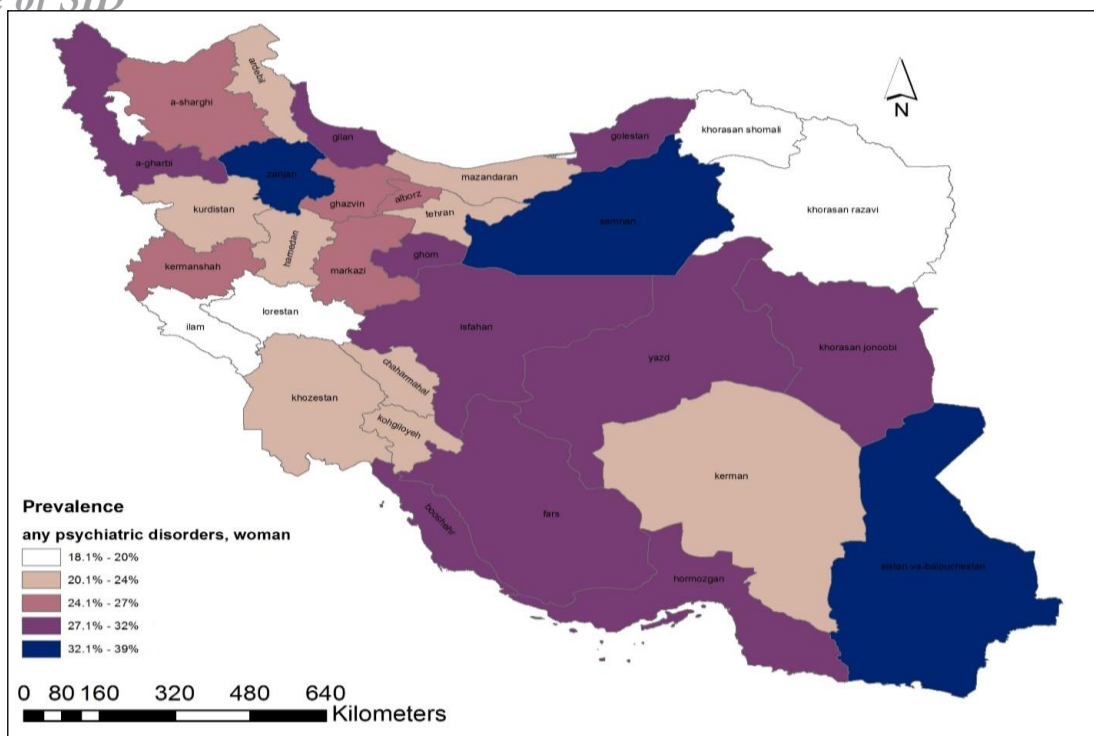 of SID
N
ardebil
a-sharghi
gilan
golestan
khorasan shomali
a-gharbi
zanjan
mazandaran
ghazvin
alborz
tehran
semnan
khorasan razavi
kurdistan
hamedan
ghom
kermanshah
markazi
lorestan
ilam
isfahan
yazd
khorasan jonoobi
chaharmahal
khozestan
kohgiloyeh
kerman
booshehr
fars
hormozgan
sistan-va-balouchestan
Prevalence
any psychiatric disorders, woman
18.1% - 20%
20.1% - 24%
24.1% - 27%
27.1% - 32%
32.1% - 39%
0 80 160 320 480 640
Kilometers